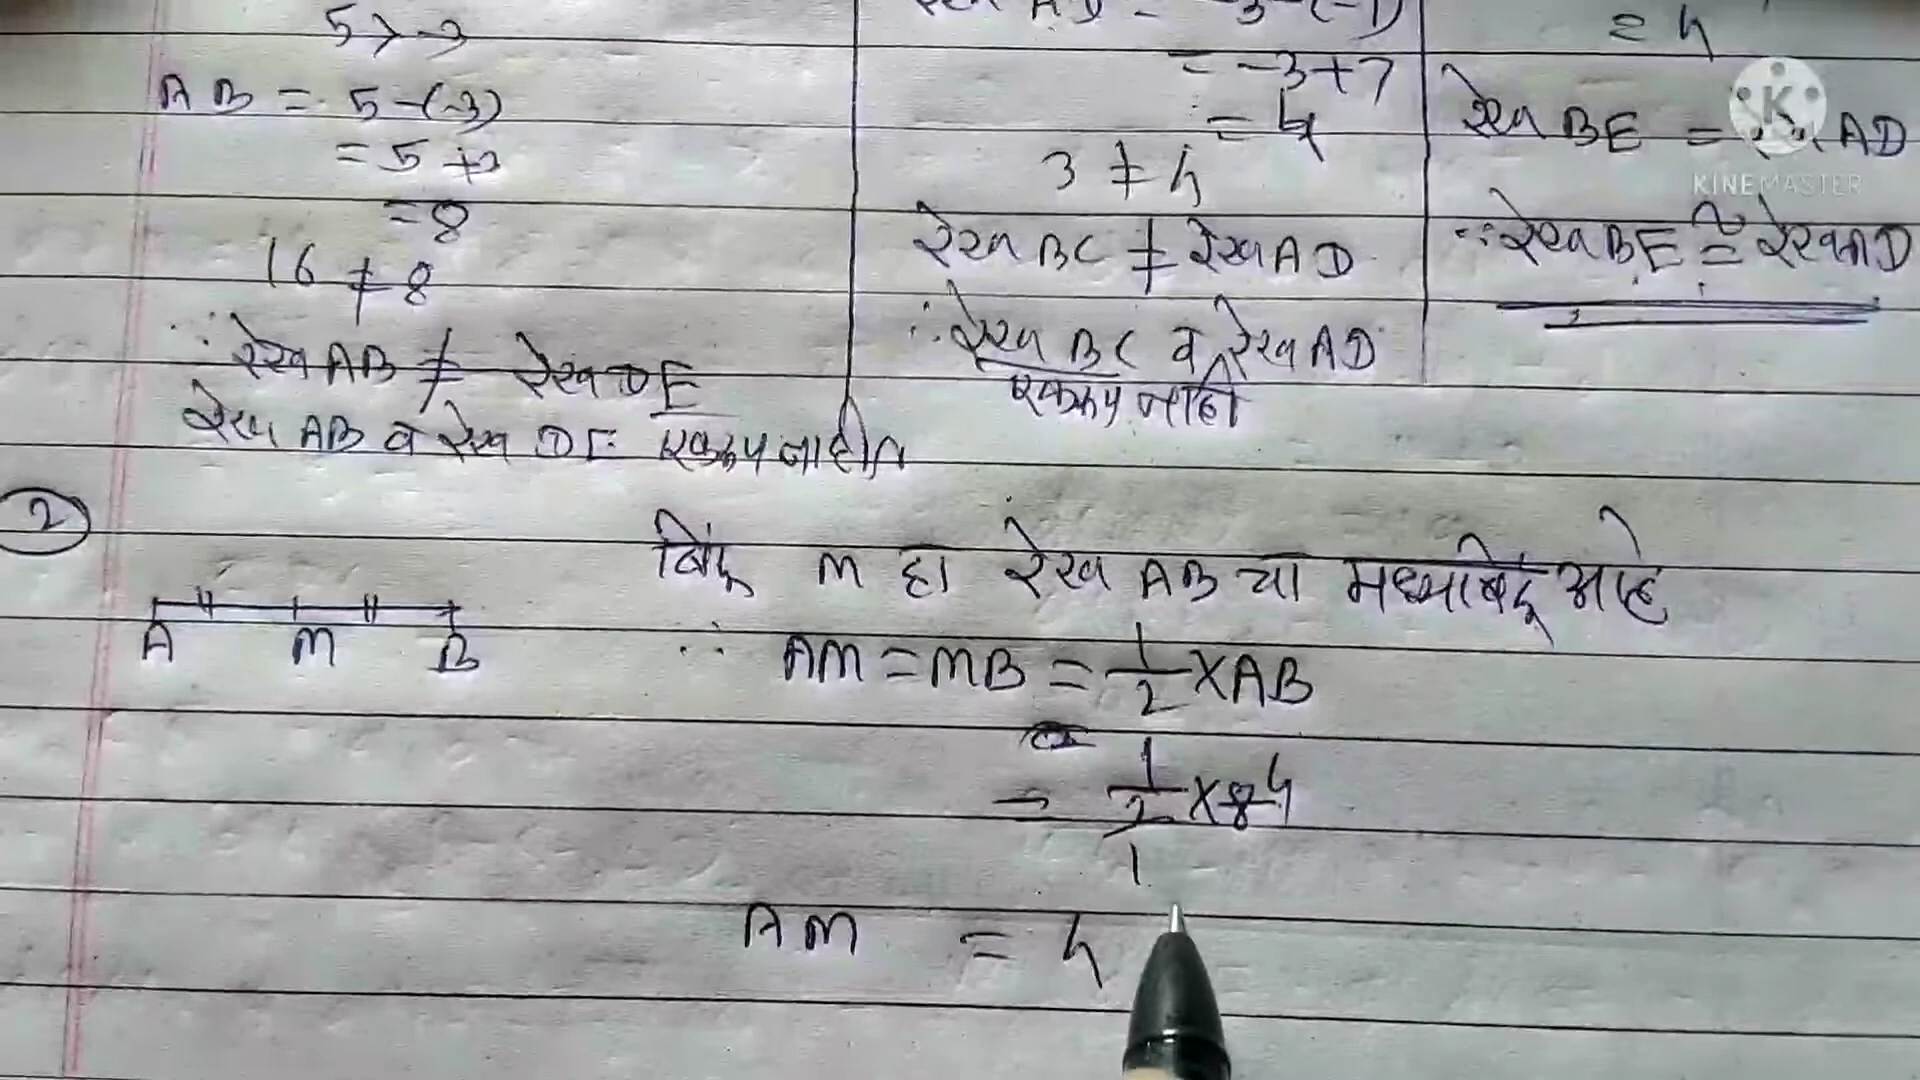 5 > -3
AB = 5-(-3)
= 5+3
= 8
16 ≠ 8
∴ रेख AB ≠ रेख DE
रेख AB व रेख DE एकरूप नाहीत
रेख AD = -3-(-7)
= -3+7
= 4
3 ≠ 4
रेख BC ≠ रेख AD
∴ रेख BC व रेख AD
एकरूप नाही
= 4
रेख BE = AD
∴ रेख BE ≅ रेख AD
KINEMASTER
2
बिंदू M हा रेख AB चा मध्यबिंदू आहे
A M B
∴ AM = MB = 1/2 × AB
= 1/2 × 8 4
1
AM = 4